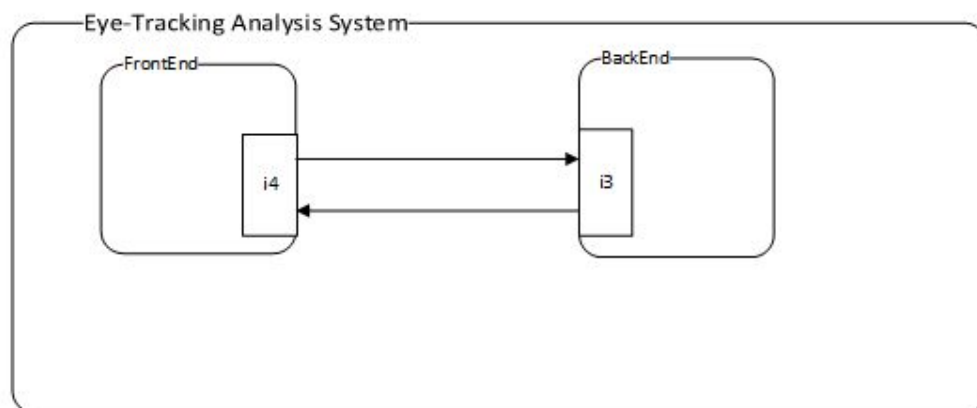 Eye-Tracking Analysis System
FrontEnd
BackEnd
i4
i3